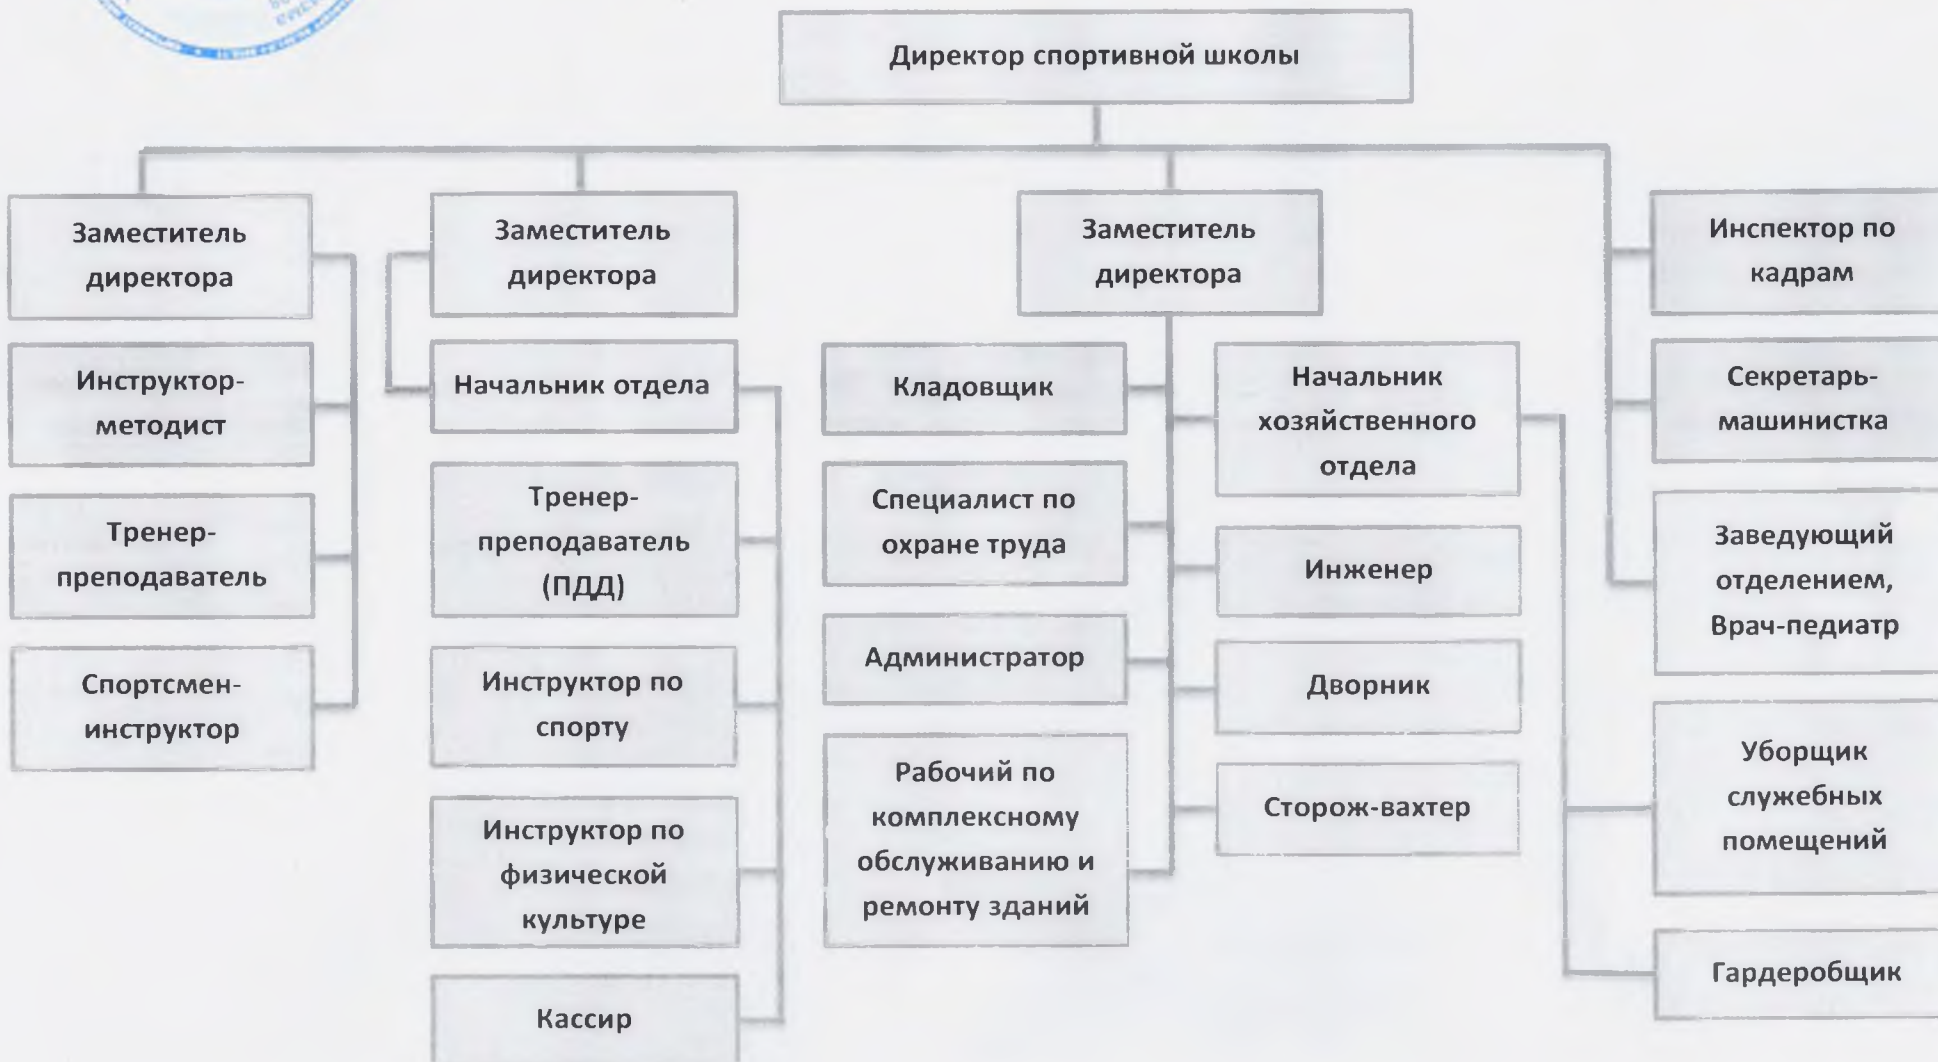 Директор спортивной школы
Заместитель
директора
Инструктор-
методист
Тренер-
преподаватель
Спортсмен-
инструктор
Заместитель
директора
Начальник отдела
Тренер-
преподаватель
(ПДД)
Инструктор по
спорту
Инструктор по
физической
культуре
Кассир
Заместитель
директора
Кладовщик
Специалист по
охране труда
Администратор
Рабочий по
комплексному
обслуживанию и
ремонту зданий
Начальник
хозяйственного
отдела
Инженер
Дворник
Сторож-вахтер
Инспектор по
кадрам
Секретарь-
машинистка
Заведующий
отделением,
Врач-педиатр
Уборщик
служебных
помещений
Гардеробщик